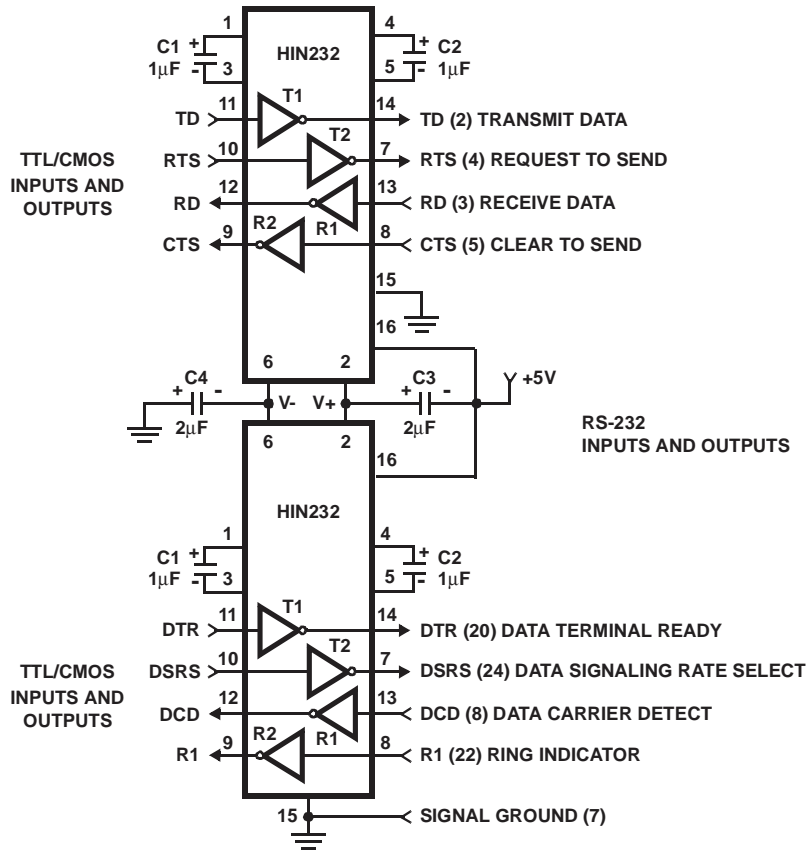 1
4
C1
+
HIN232
+
C2
1μF
-
3
5
-
1μF
T1
11
14
TD
TD (2) TRANSMIT DATA
T2
TTL/CMOS
INPUTS AND
OUTPUTS
10
7
RTS
RTS (4) REQUEST TO SEND
12
13
RD
RD (3) RECEIVE DATA
R2
R1
9
8
CTS
CTS (5) CLEAR TO SEND
15
16
6
2
C4
C3
+5V
+
-
V-
V+
+
-
2μF
2μF
RS-232
INPUTS AND OUTPUTS
6
2
16
HIN232
1
4
C1
+
+
C2
1μF
-
3
5
-
1μF
T1
11
14
DTR
DTR (20) DATA TERMINAL READY
T2
TTL/CMOS
INPUTS AND
OUTPUTS
10
7
DSRS
DSRS (24) DATA SIGNALING RATE SELECT
12
13
DCD
DCD (8) DATA CARRIER DETECT
R2
R1
9
8
R1
R1 (22) RING INDICATOR
15
SIGNAL GROUND (7)